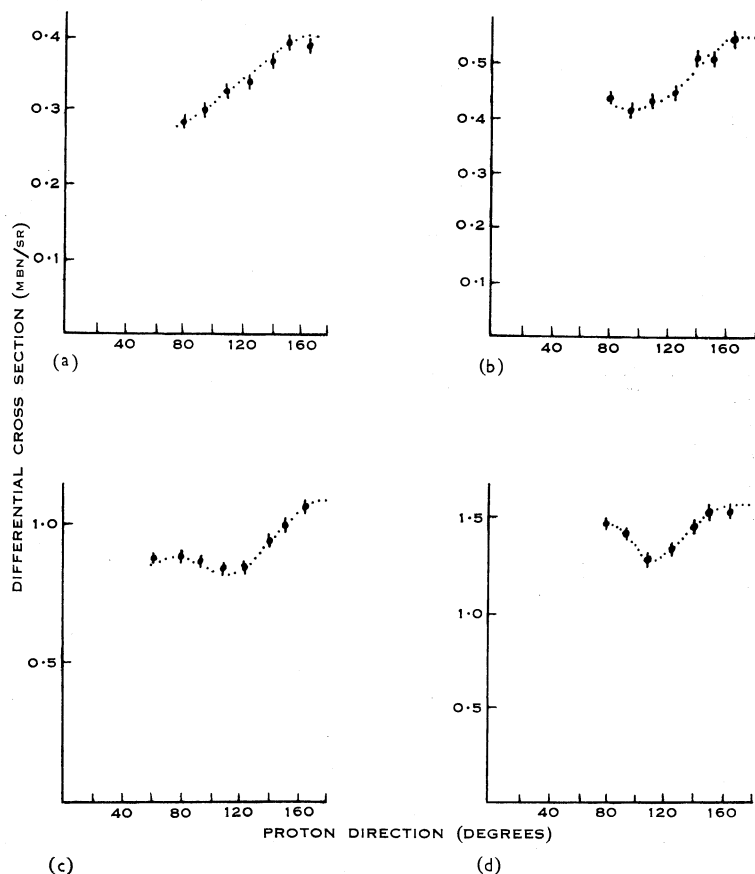 0·4
0·3
0·2
0·1
40 80 120 160
(a)
0·5
0·4
0·3
0·2
0·1
40 80 120 160
(b)
DIFFERENTIAL CROSS SECTION (MBN/SR)
1·0
0·5
40 80 120
(c)
1·5
1·0
0·5
40 80 120 160
(d)
PROTON DIRECTION (DEGREES)